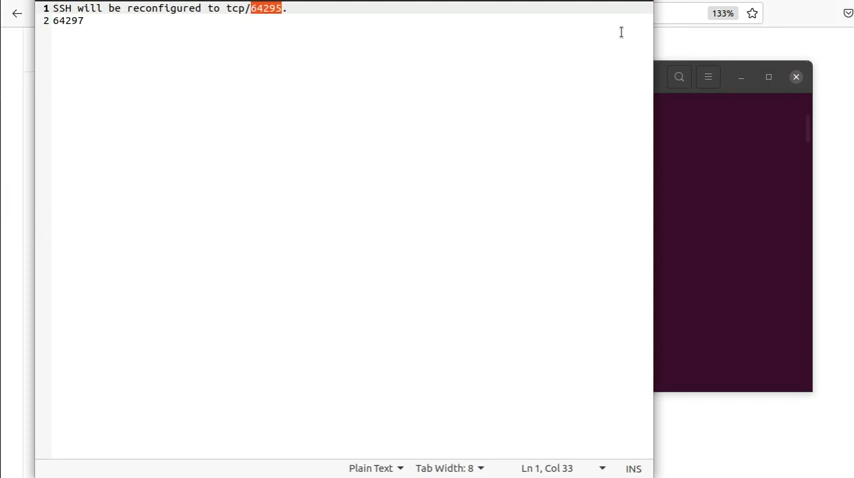 133%
1 SSH will be reconfigured to tcp/64295.
2 64297
Plain Text
Tab Width: 8
Ln 1, Col 33
INS